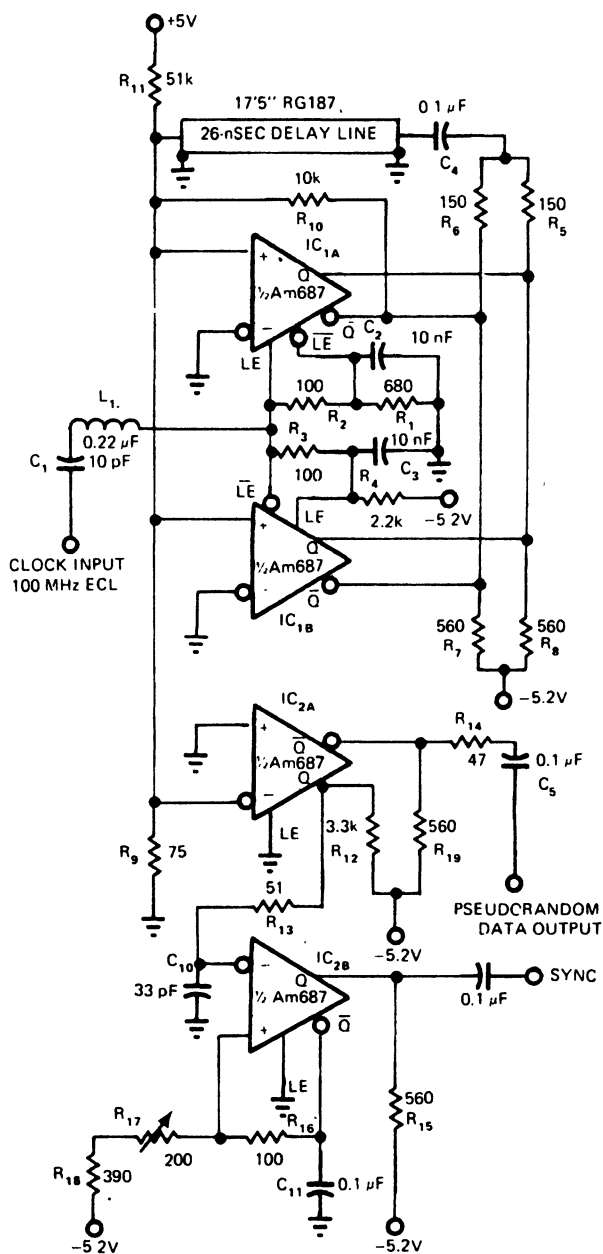 +5V
R11 51k
17'5" RG187
26-nSEC DELAY LINE
0.1 µF
C4
10k
R10
150
R6
150
R5
IC1A
+
Q
½Am687
−
Q̅
LE
L̅E̅
C2
10 nF
L1
0.22 µF
100
R2
680
R1
C1
10 pF
R3
100
10 nF
C3
R4
2.2k
−5.2V
L̅E̅
LE
+
Q
½Am687
−
Q̅
IC1B
CLOCK INPUT
100 MHz ECL
560
R7
560
R8
−5.2V
IC2A
+
Q̅
½Am687
Q
−
LE
R14
47
0.1 µF
C5
R9
75
3.3k
R12
560
R19
51
R13
−5.2V
PSEUDORANDOM
DATA OUTPUT
C10
33 pF
IC2B
−
Q
½ Am687
+
Q̅
LE
0.1 µF
SYNC
R17
200
R16
100
560
R15
R18
390
C11
0.1 µF
−5.2V
−5.2V